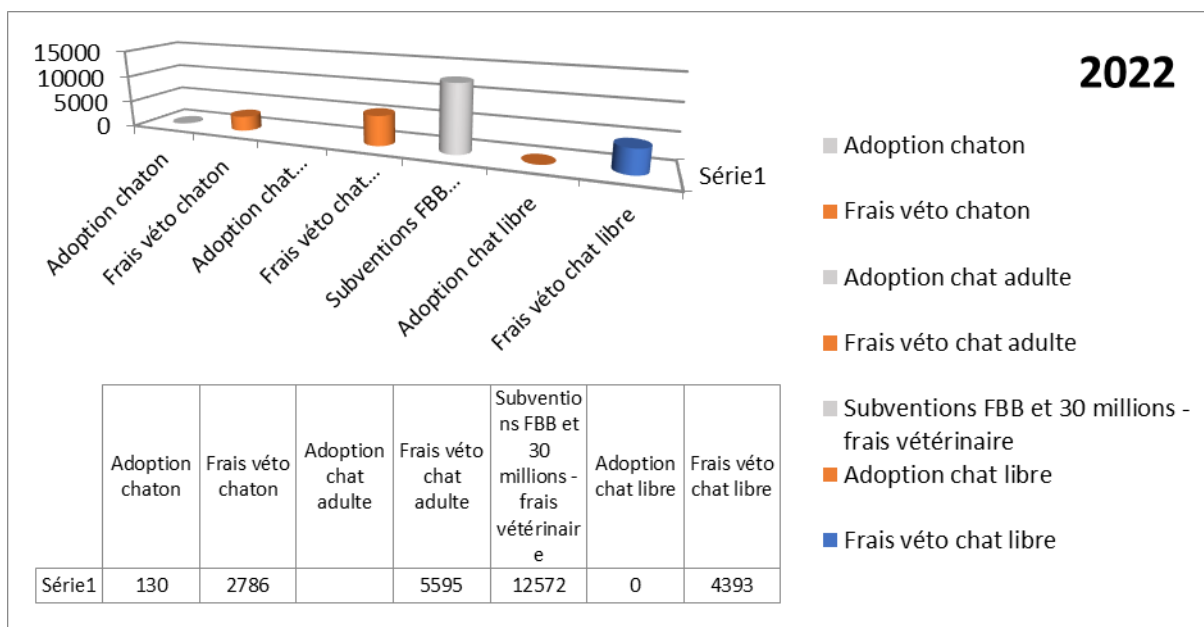 2022
15000
10000
5000
0
Série1
Adoption chaton
Frais véto chaton
Adoption chat...
Frais véto chat...
Subventions FBB...
Adoption chat libre
Frais véto chat libre
Adoption chaton
Frais véto chaton
Adoption chat adulte
Frais véto chat adulte
Subventions FBB et 30 millions -
frais vétérinaire
Adoption chat libre
Frais véto chat libre
Adoption
chaton
Frais véto
chaton
Adoption
chat
adulte
Frais véto
chat
adulte
Subventio
ns FBB et
30
millions -
frais
vétérinair
e
Adoption
chat libre
Frais véto
chat libre
Série1 130 2786 5595 12572 0 4393